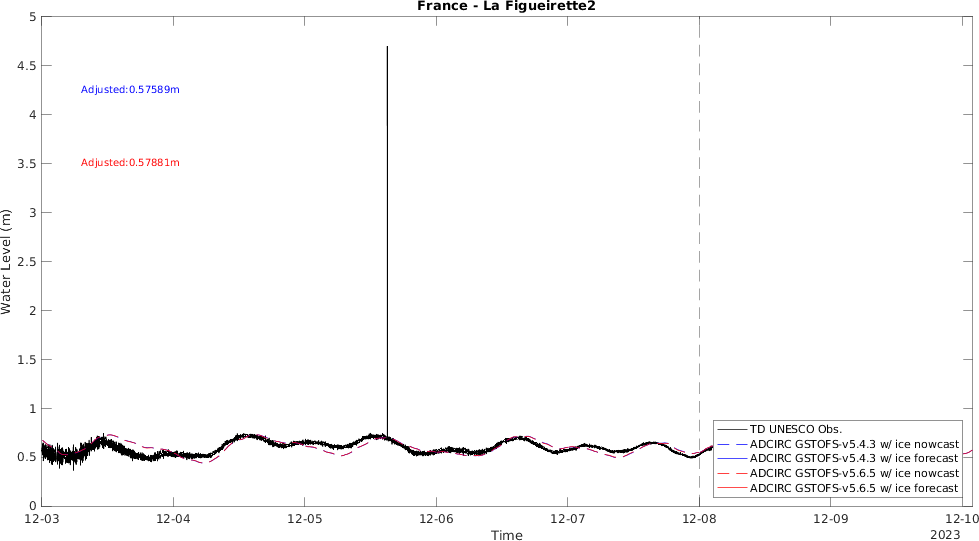 France - La Figueirette2
5
4.5
Adjusted:0.57589m
4
3.5
Adjusted:0.57881m
3
2.5
2
1.5
1
0.5
0
Water Level (m)
TD UNESCO Obs.
ADCIRC GSTOFS-v5.4.3 w/ ice nowcast
ADCIRC GSTOFS-v5.4.3 w/ ice forecast
ADCIRC GSTOFS-v5.6.5 w/ ice nowcast
ADCIRC GSTOFS-v5.6.5 w/ ice forecast
12-03 12-04 12-05 12-06 12-07 12-08 12-09 12-10
Time
2023